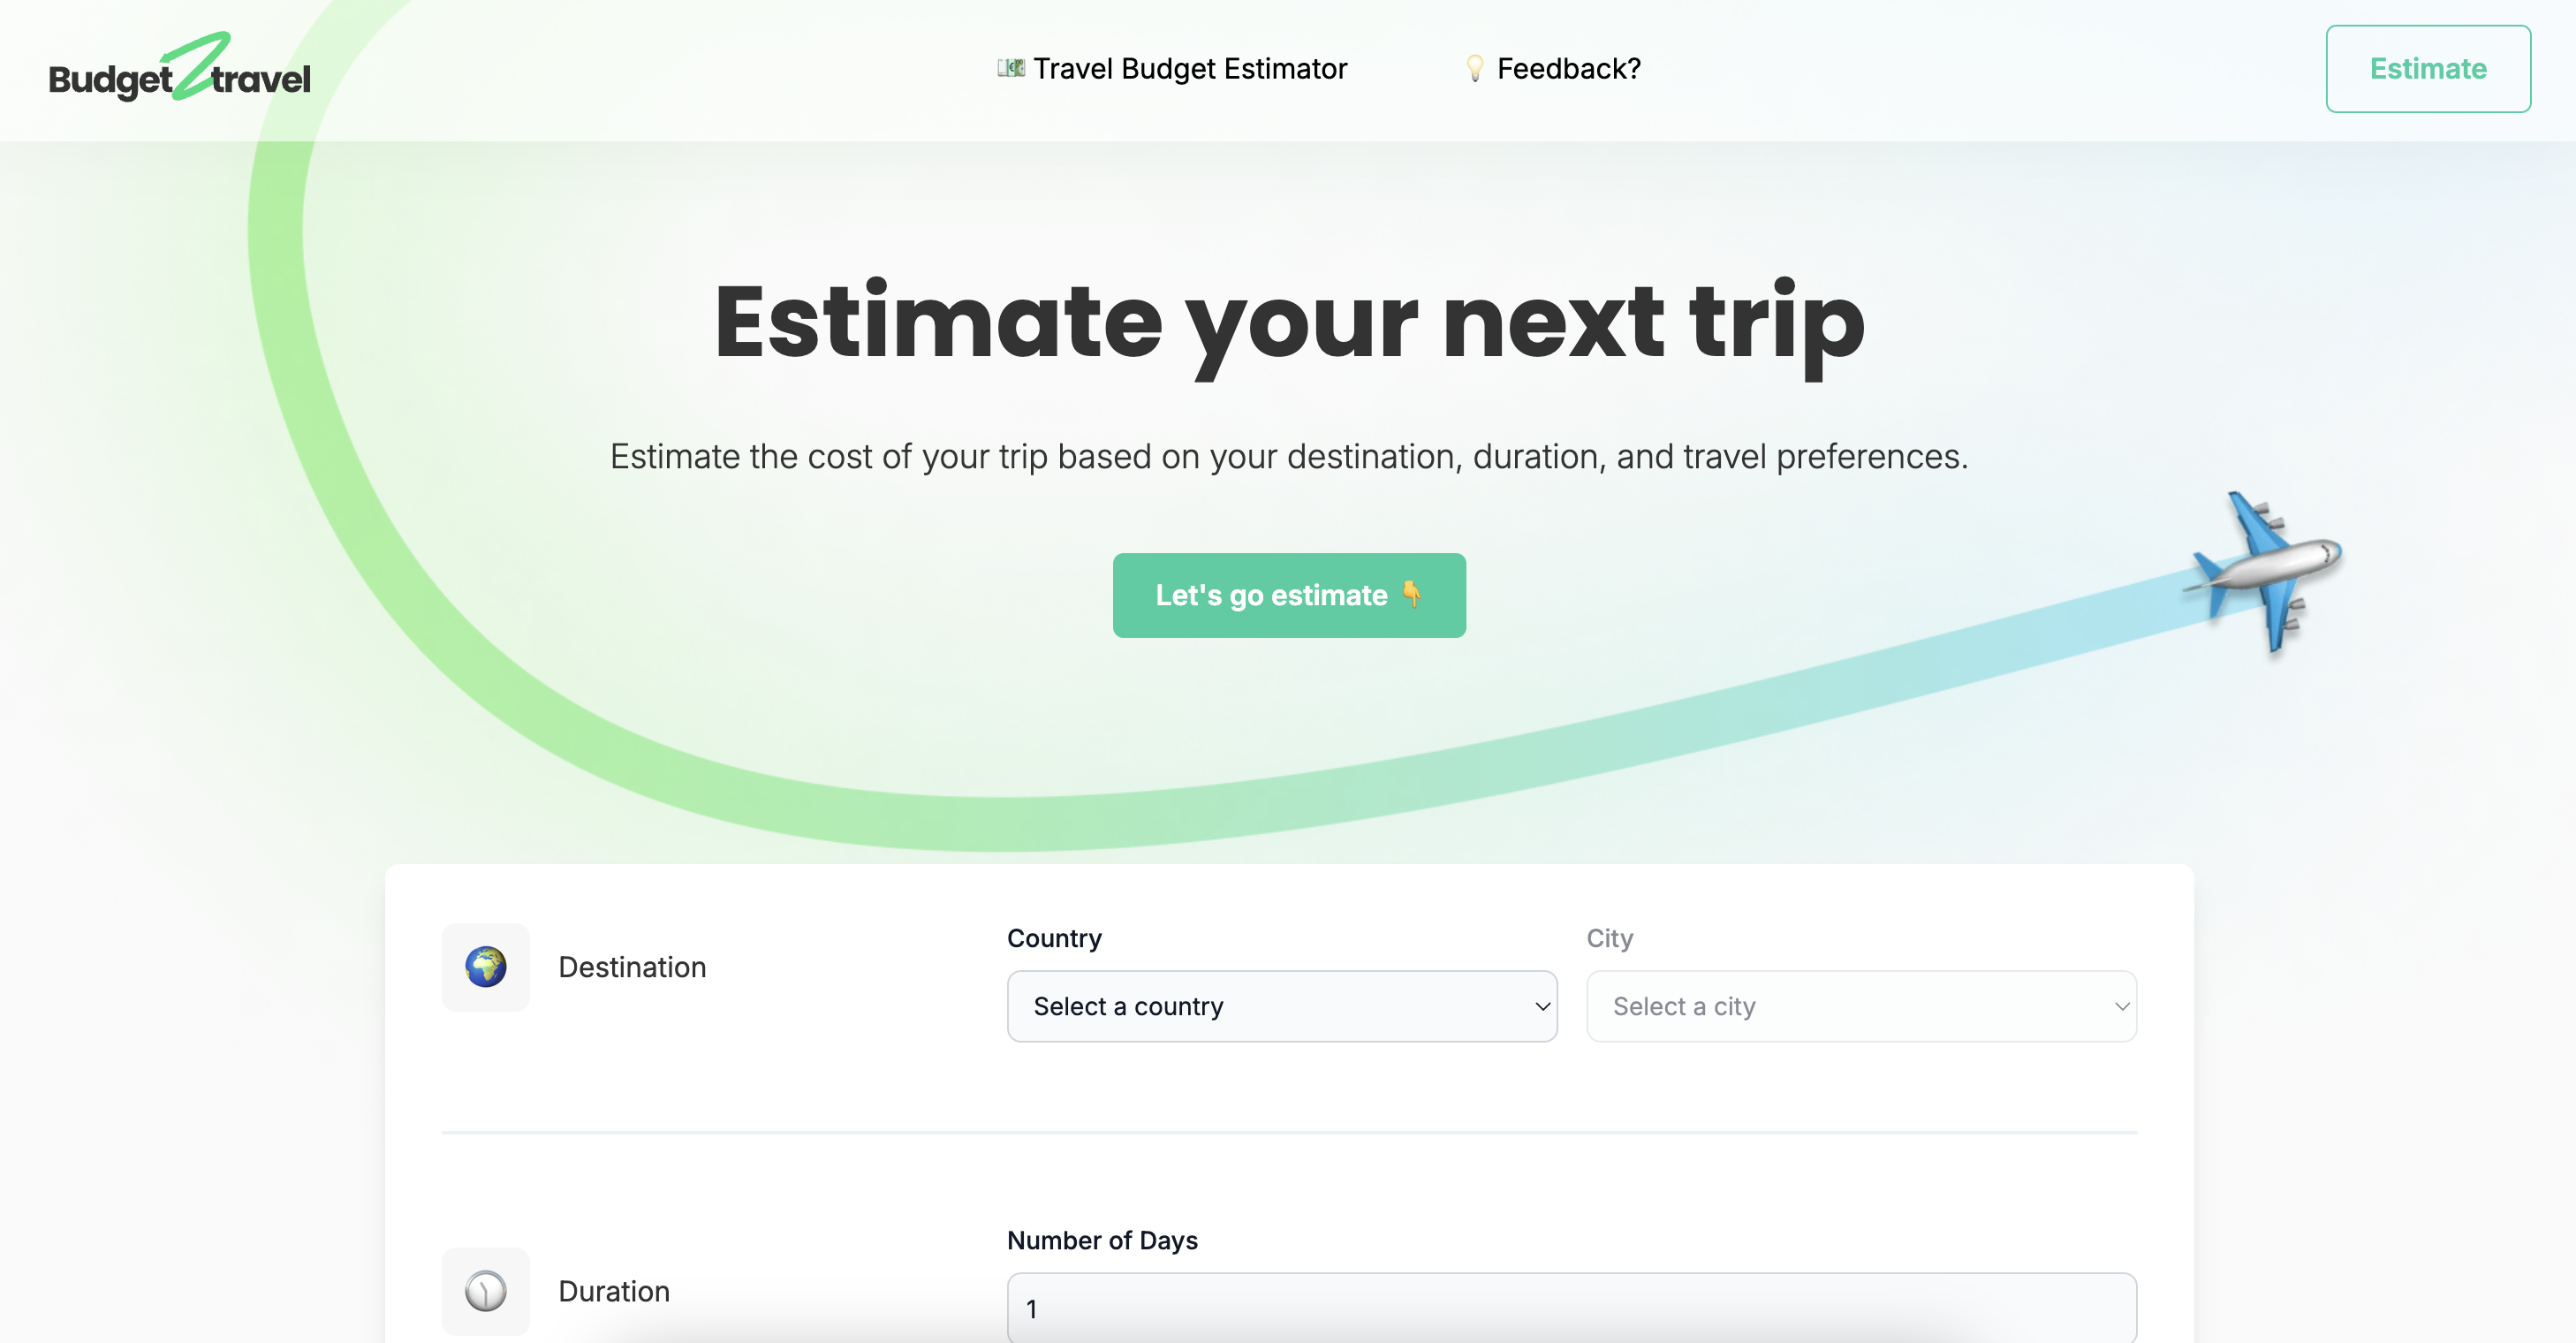 Budget2travel
Travel Budget Estimator
Feedback?
Estimate
Estimate your next trip
Estimate the cost of your trip based on your destination, duration, and travel preferences.
Let's go estimate 👇
Destination
Country
City
Select a country
Select a city
Duration
Number of Days
1